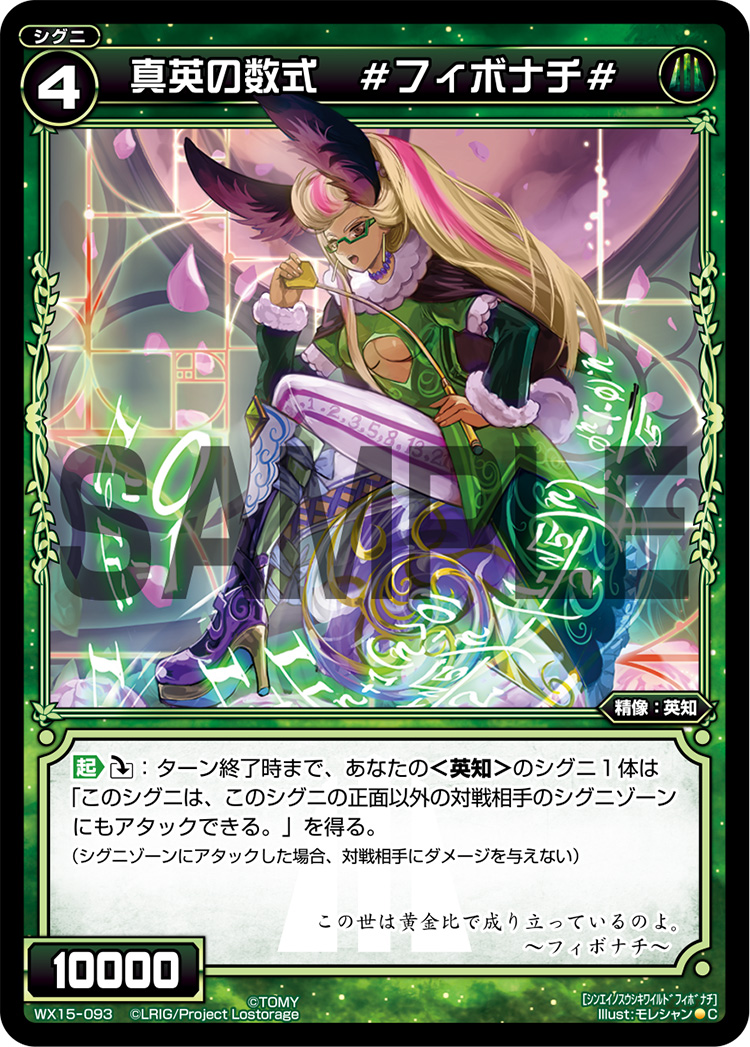 シグニ
4
真英の数式 #フィボナチ#
1,2,3,5,8,13,21
SAMPLE
精像:英知
起 : ターン終了時まで、あなたの<英知>のシグニ1体は
「このシグニは、このシグニの正面以外の対戦相手のシグニゾーン
にもアタックできる。」を得る。
(シグニゾーンにアタックした場合、対戦相手にダメージを与えない)
この世は黄金比で成り立っているのよ。
~フィボナチ~
10000
WX15-093 ©LRIG/Project Lostorage
©TOMY
[シンエイノスウシキワイルドフィボナチ]
Illust:モレシャン C